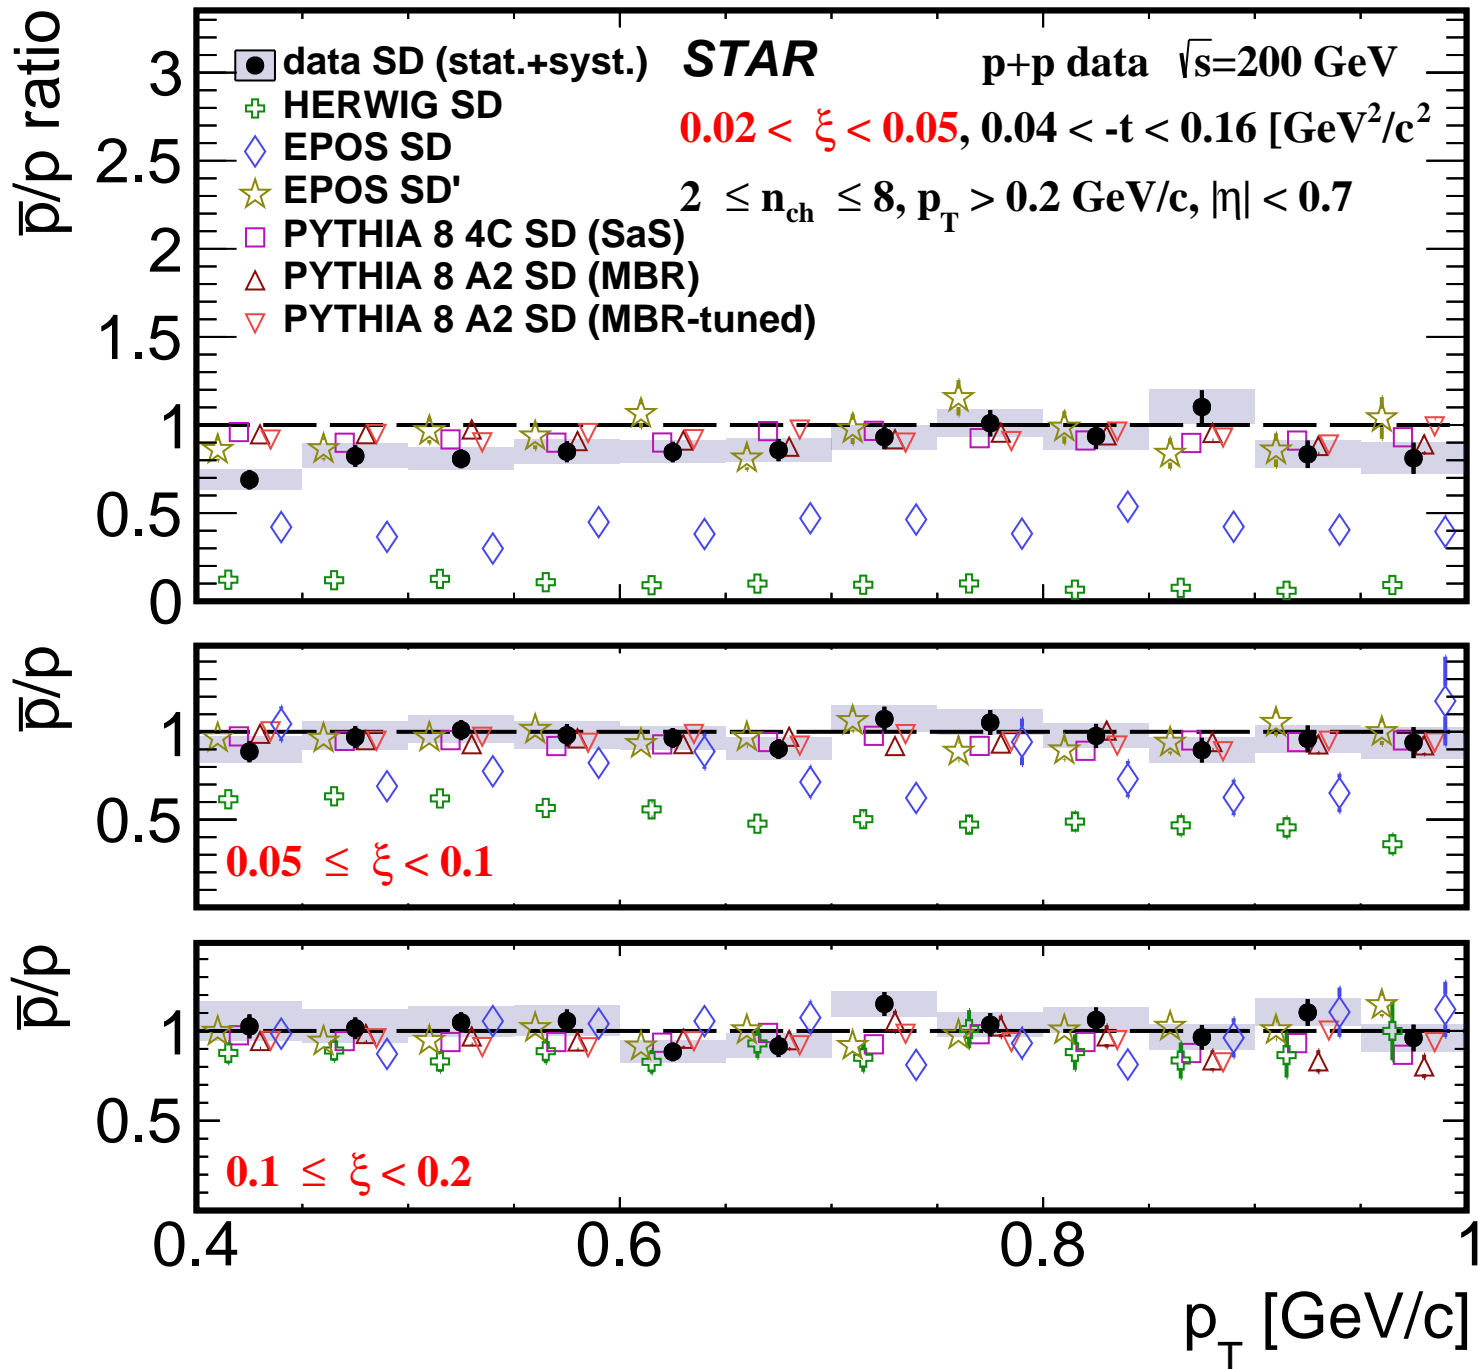 p̅/p ratio
3
2.5
2
1.5
1
0.5
0
data SD (stat.+syst.)
HERWIG SD
EPOS SD
EPOS SD'
PYTHIA 8 4C SD (SaS)
PYTHIA 8 A2 SD (MBR)
PYTHIA 8 A2 SD (MBR-tuned)
STAR p+p data √s=200 GeV
0.02 < ξ < 0.05, 0.04 < -t < 0.16 [GeV²/c²
2 ≤ n_ch ≤ 8, p_T > 0.2 GeV/c, |η| < 0.7
p̅/p
1
0.5
0.05 ≤ ξ < 0.1
p̅/p
1
0.5
0.1 ≤ ξ < 0.2
0.4 0.6 0.8 1
p_T [GeV/c]